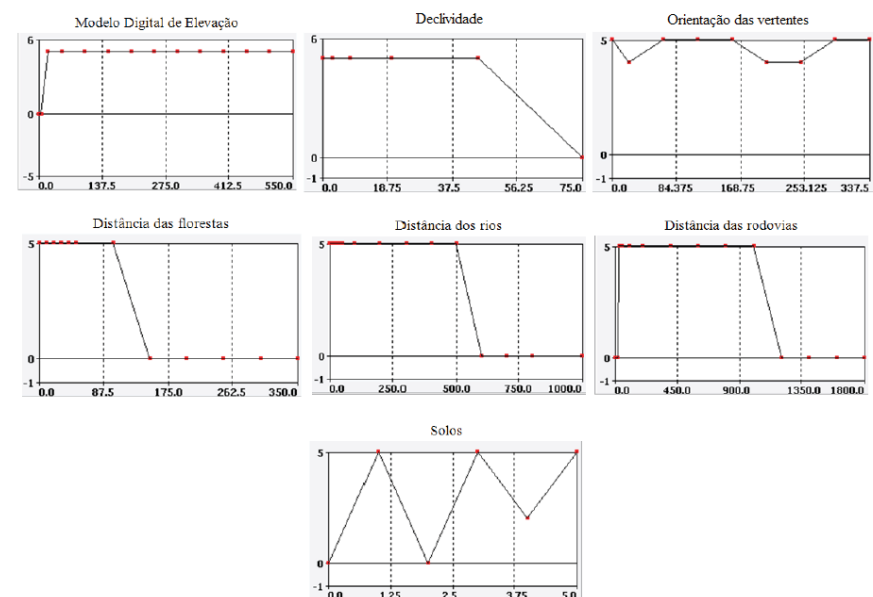 Modelo Digital de Elevação
6
0
-5
0.0 137.5 275.0 412.5 550.0
Declividade
6
0
-1
0.0 18.75 37.5 56.25 75.0
Orientação das vertentes
5
0
-1
0.0 84.375 168.75 253.125 337.5
Distância das florestas
5
0
-1
0.0 87.5 175.0 262.5 350.0
Distância dos rios
5
0
-1
0.0 250.0 500.0 750.0 1000.0
Distância das rodovias
5
0
-1
0.0 450.0 900.0 1350.0 1800.0
Solos
5
0
-1
0.0 1.25 2.5 3.75 5.0